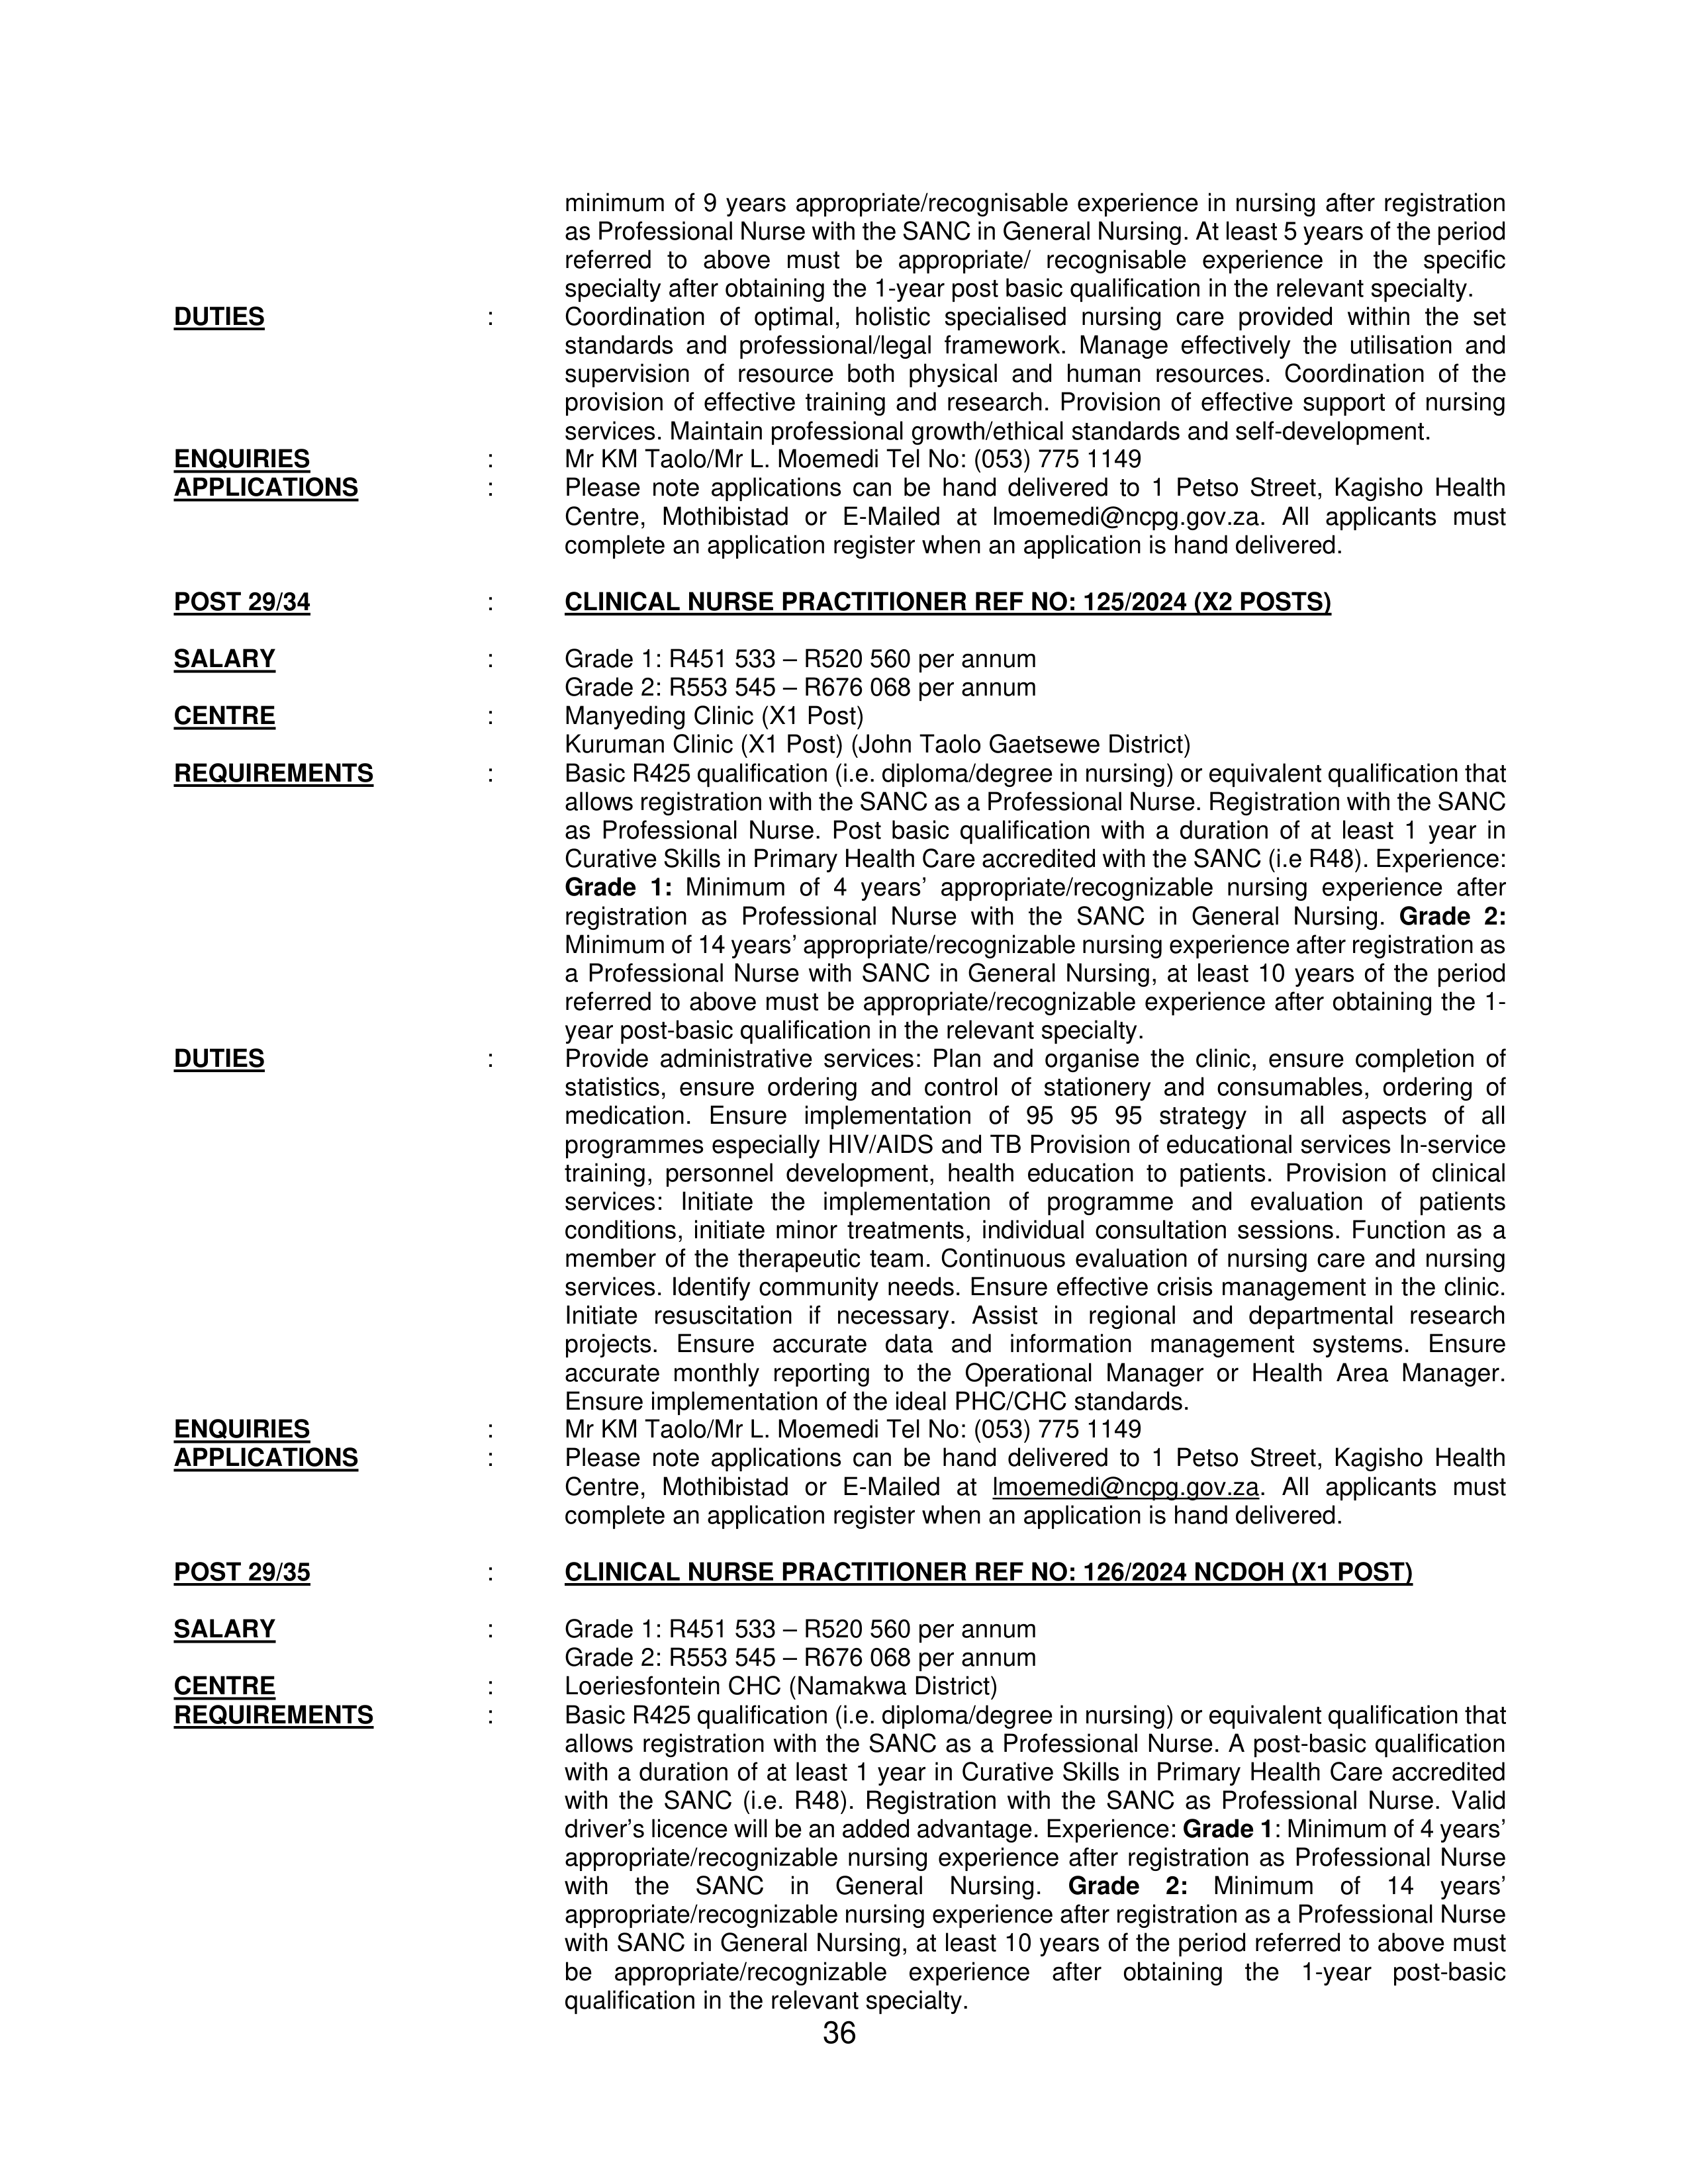 minimum of 9 years appropriate/recognisable experience in nursing after registration
as Professional Nurse with the SANC in General Nursing. At least 5 years of the period
referred to above must be appropriate/ recognisable experience in the specific
specialty after obtaining the 1-year post basic qualification in the relevant specialty.
DUTIES : Coordination of optimal, holistic specialised nursing care provided within the set
standards and professional/legal framework. Manage effectively the utilisation and
supervision of resource both physical and human resources. Coordination of the
provision of effective training and research. Provision of effective support of nursing
services. Maintain professional growth/ethical standards and self-development.
ENQUIRIES : Mr KM Taolo/Mr L. Moemedi Tel No: (053) 775 1149
APPLICATIONS : Please note applications can be hand delivered to 1 Petso Street, Kagisho Health
Centre, Mothibistad or E-Mailed at lmoemedi@ncpg.gov.za. All applicants must
complete an application register when an application is hand delivered.
POST 29/34 : CLINICAL NURSE PRACTITIONER REF NO: 125/2024 (X2 POSTS)
SALARY : Grade 1: R451 533 – R520 560 per annum
Grade 2: R553 545 – R676 068 per annum
CENTRE : Manyeding Clinic (X1 Post)
Kuruman Clinic (X1 Post) (John Taolo Gaetsewe District)
REQUIREMENTS : Basic R425 qualification (i.e. diploma/degree in nursing) or equivalent qualification that
allows registration with the SANC as a Professional Nurse. Registration with the SANC
as Professional Nurse. Post basic qualification with a duration of at least 1 year in
Curative Skills in Primary Health Care accredited with the SANC (i.e R48). Experience:
Grade 1: Minimum of 4 years’ appropriate/recognizable nursing experience after
registration as Professional Nurse with the SANC in General Nursing. Grade 2:
Minimum of 14 years’ appropriate/recognizable nursing experience after registration as
a Professional Nurse with SANC in General Nursing, at least 10 years of the period
referred to above must be appropriate/recognizable experience after obtaining the 1-
year post-basic qualification in the relevant specialty.
DUTIES : Provide administrative services: Plan and organise the clinic, ensure completion of
statistics, ensure ordering and control of stationery and consumables, ordering of
medication. Ensure implementation of 95 95 95 strategy in all aspects of all
programmes especially HIV/AIDS and TB Provision of educational services In-service
training, personnel development, health education to patients. Provision of clinical
services: Initiate the implementation of programme and evaluation of patients
conditions, initiate minor treatments, individual consultation sessions. Function as a
member of the therapeutic team. Continuous evaluation of nursing care and nursing
services. Identify community needs. Ensure effective crisis management in the clinic.
Initiate resuscitation if necessary. Assist in regional and departmental research
projects. Ensure accurate data and information management systems. Ensure
accurate monthly reporting to the Operational Manager or Health Area Manager.
Ensure implementation of the ideal PHC/CHC standards.
ENQUIRIES : Mr KM Taolo/Mr L. Moemedi Tel No: (053) 775 1149
APPLICATIONS : Please note applications can be hand delivered to 1 Petso Street, Kagisho Health
Centre, Mothibistad or E-Mailed at lmoemedi@ncpg.gov.za. All applicants must
complete an application register when an application is hand delivered.
POST 29/35 : CLINICAL NURSE PRACTITIONER REF NO: 126/2024 NCDOH (X1 POST)
SALARY : Grade 1: R451 533 – R520 560 per annum
Grade 2: R553 545 – R676 068 per annum
CENTRE : Loeriesfontein CHC (Namakwa District)
REQUIREMENTS : Basic R425 qualification (i.e. diploma/degree in nursing) or equivalent qualification that
allows registration with the SANC as a Professional Nurse. A post-basic qualification
with a duration of at least 1 year in Curative Skills in Primary Health Care accredited
with the SANC (i.e. R48). Registration with the SANC as Professional Nurse. Valid
driver’s licence will be an added advantage. Experience: Grade 1: Minimum of 4 years’
appropriate/recognizable nursing experience after registration as Professional Nurse
with the SANC in General Nursing. Grade 2: Minimum of 14 years’
appropriate/recognizable nursing experience after registration as a Professional Nurse
with SANC in General Nursing, at least 10 years of the period referred to above must
be appropriate/recognizable experience after obtaining the 1-year post-basic
qualification in the relevant specialty.
36